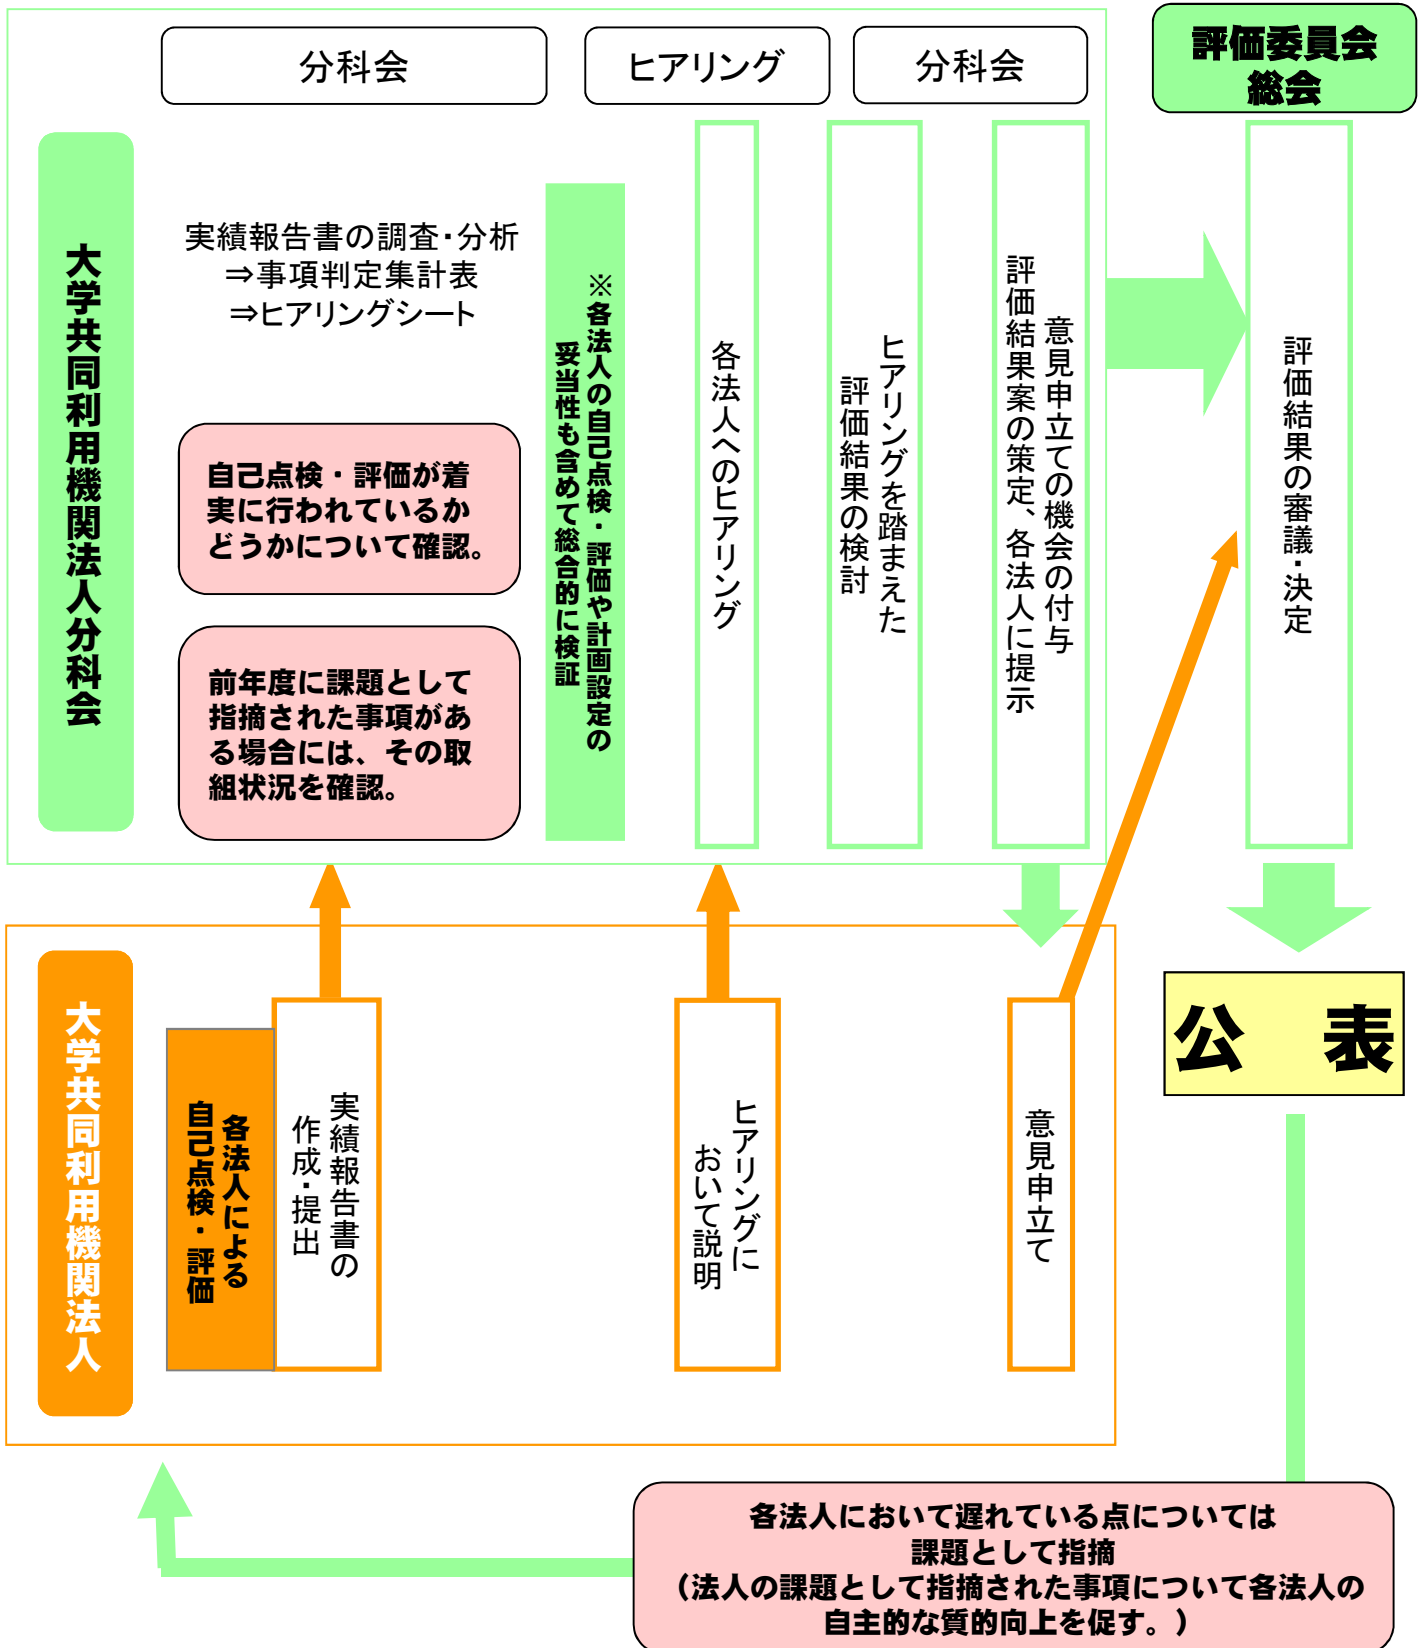 分科会
ヒアリング
分科会
評価委員会
総会
大学共同利用機関法人分科会
実績報告書の調査・分析
⇒事項判定集計表
⇒ヒアリングシート
自己点検・評価が着
実に行われているか
どうかについて確認。
前年度に課題として
指摘された事項があ
る場合には、その取
組状況を確認。
※各法人の自己点検・評価や計画設定の
妥当性も含めて総合的に検証
各法人へのヒアリング
ヒアリングを踏まえた
評価結果の検討
意見申立ての機会の付与
評価結果案の策定、各法人に提示
評価結果の審議・決定
大学共同利用機関法人
各法人による
自己点検・評価
実績報告書の
作成・提出
ヒアリングに
おいて説明
意見申立て
公　表
各法人において遅れている点については
課題として指摘
（法人の課題として指摘された事項について各法人の
自主的な質的向上を促す。）